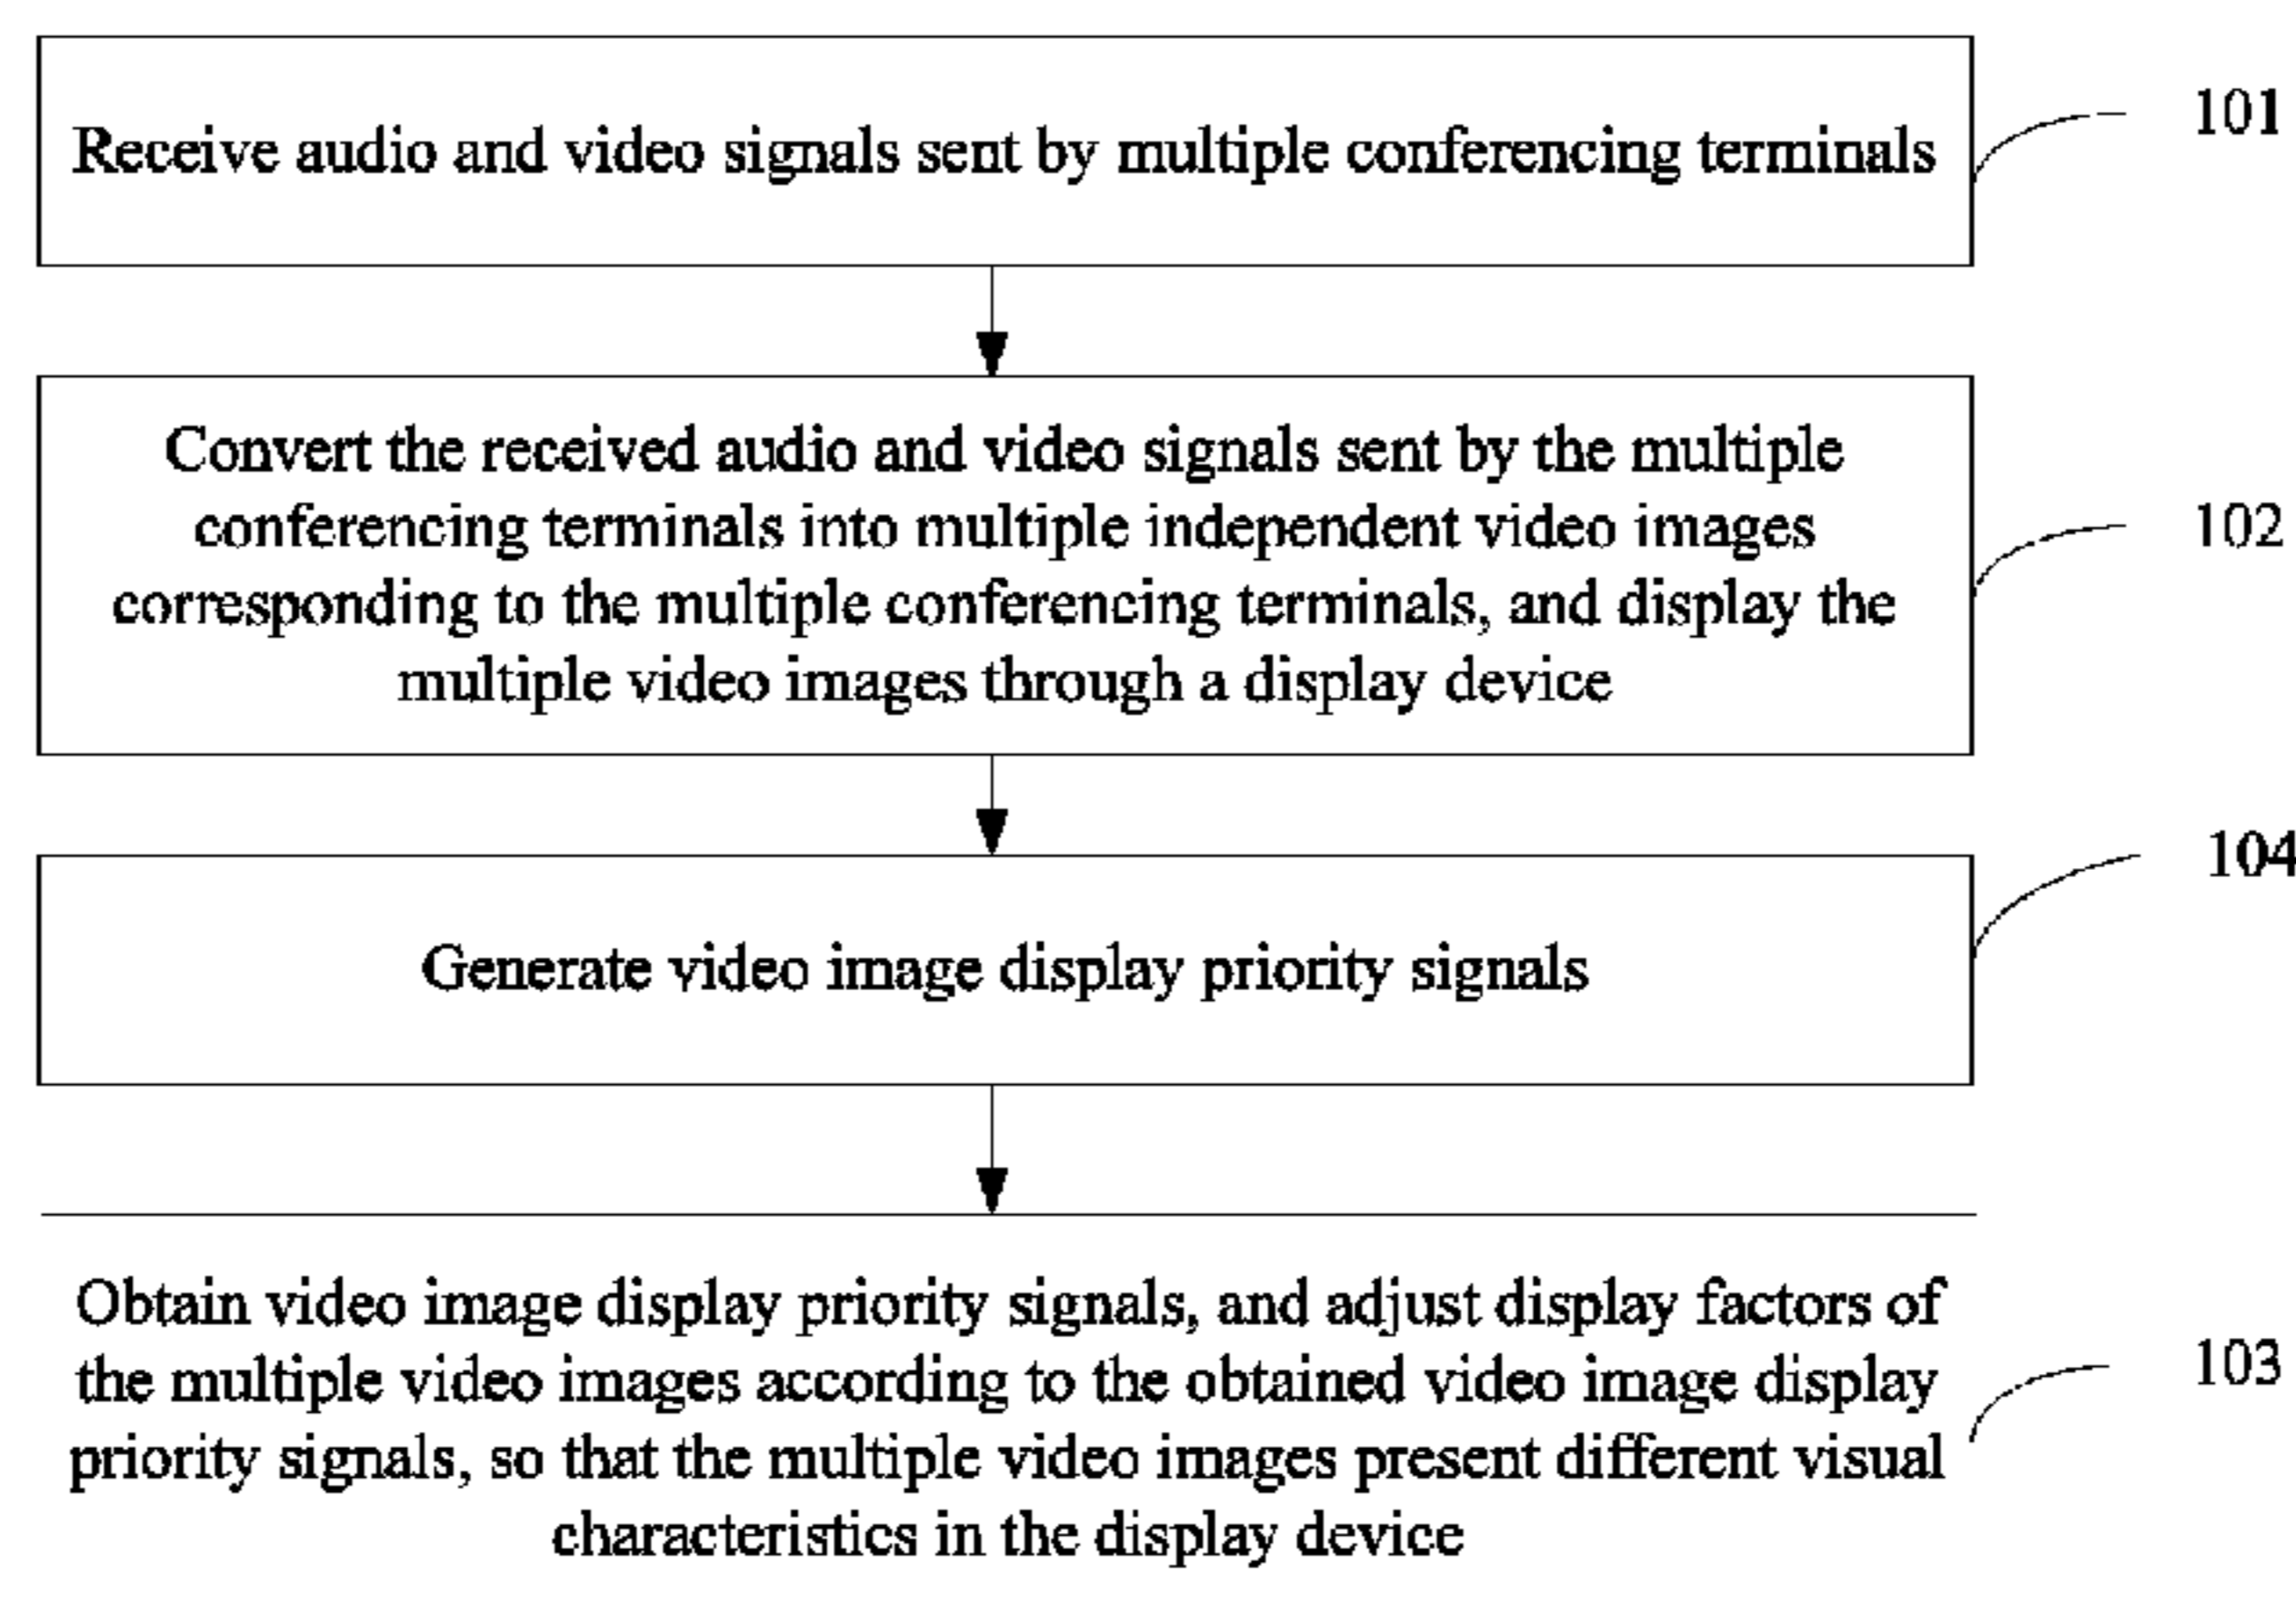 Receive audio and video signals sent by multiple conferencing terminals
101
Convert the received audio and video signals sent by the multiple
conferencing terminals into multiple independent video images
corresponding to the multiple conferencing terminals, and display the
multiple video images through a display device
102
104
Generate video image display priority signals
Obtain video image display priority signals, and adjust display factors of
the multiple video images according to the obtained video image display
priority signals, so that the multiple video images present different visual
characteristics in the display device
103